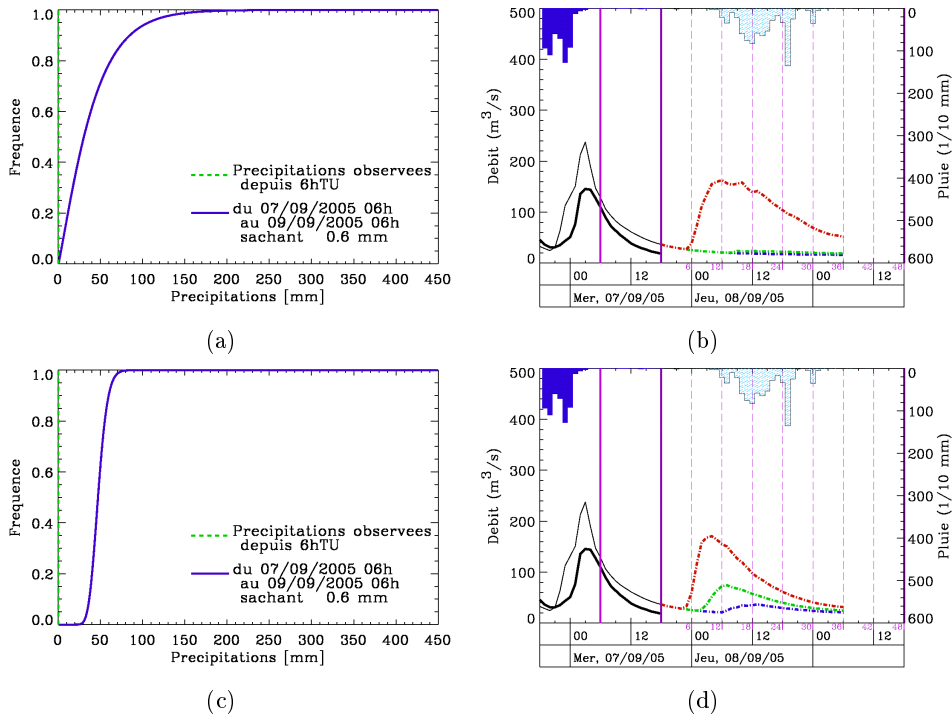 1.0
0.8
0.6
0.4
0.2
0.0
Frequence
0 50 100 150 200 250 300 350 400 450
Precipitations [mm]
Precipitations observees
depuis 6hTU
du 07/09/2005 06h
au 09/09/2005 06h
sachant 0.6 mm
(a)
500
400
300
200
100
0
Debit (m³/s)
0
100
200
300
400
500
600
Pluie (1/10 mm)
6 12 18 24 30 36 42 48
00 12 00 12 00 12
Mer, 07/09/05 Jeu, 08/09/05
(b)
1.0
0.8
0.6
0.4
0.2
0.0
Frequence
0 50 100 150 200 250 300 350 400 450
Precipitations [mm]
Precipitations observees
depuis 6hTU
du 07/09/2005 06h
au 09/09/2005 06h
sachant 0.6 mm
(c)
500
400
300
200
100
0
Debit (m³/s)
0
100
200
300
400
500
600
Pluie (1/10 mm)
6 12 18 24 30 36 42 48
00 12 00 12 00 12
Mer, 07/09/05 Jeu, 08/09/05
(d)